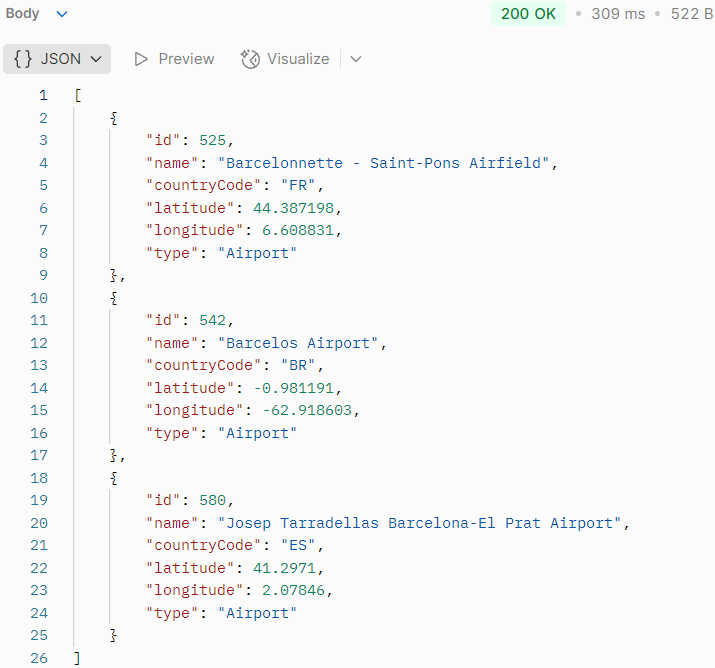 Body 200 OK • 309 ms • 522 B
{} JSON Preview Visualize
1 [
2 {
3 "id": 525,
4 "name": "Barcelonnette - Saint-Pons Airfield",
5 "countryCode": "FR",
6 "latitude": 44.387198,
7 "longitude": 6.608831,
8 "type": "Airport"
9 },
10 {
11 "id": 542,
12 "name": "Barcelos Airport",
13 "countryCode": "BR",
14 "latitude": -0.981191,
15 "longitude": -62.918603,
16 "type": "Airport"
17 },
18 {
19 "id": 580,
20 "name": "Josep Tarradellas Barcelona-El Prat Airport",
21 "countryCode": "ES",
22 "latitude": 41.2971,
23 "longitude": 2.07846,
24 "type": "Airport"
25 }
26 ]